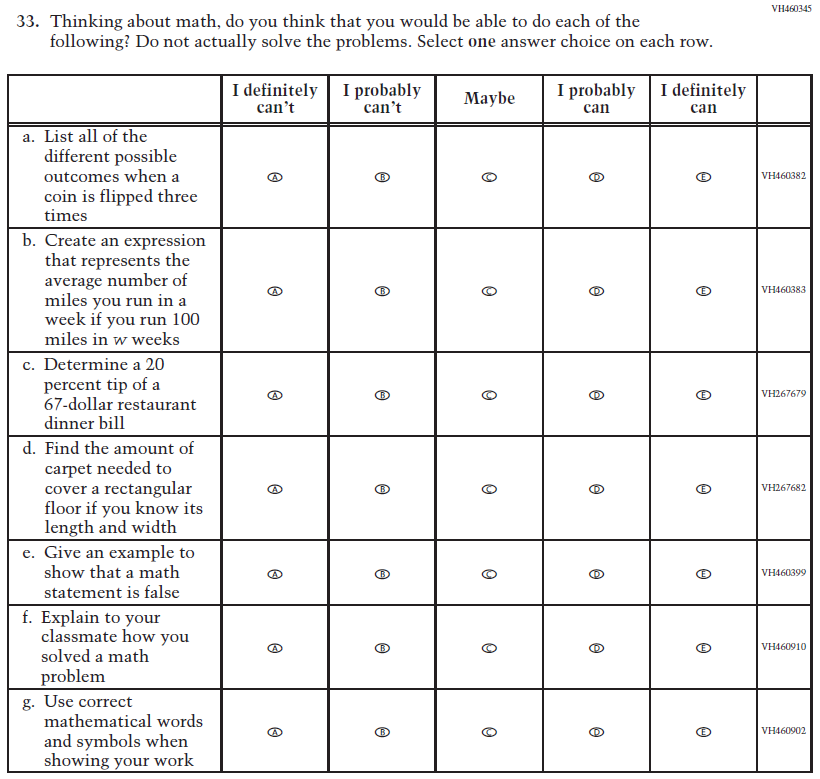 VH460345
33. Thinking about math, do you think that you would be able to do each of the
following? Do not actually solve the problems. Select one answer choice on each row.
I definitely can't
I probably can't
Maybe
I probably can
I definitely can
a. List all of the
different possible
outcomes when a
coin is flipped three
times
A B C D E VH460382
b. Create an expression
that represents the
average number of
miles you run in a
week if you run 100
miles in w weeks
A B C D E VH460383
c. Determine a 20
percent tip of a
67-dollar restaurant
dinner bill
A B C D E VH267679
d. Find the amount of
carpet needed to
cover a rectangular
floor if you know its
length and width
A B C D E VH267682
e. Give an example to
show that a math
statement is false
A B C D E VH460399
f. Explain to your
classmate how you
solved a math
problem
A B C D E VH460910
g. Use correct
mathematical words
and symbols when
showing your work
A B C D E VH460902